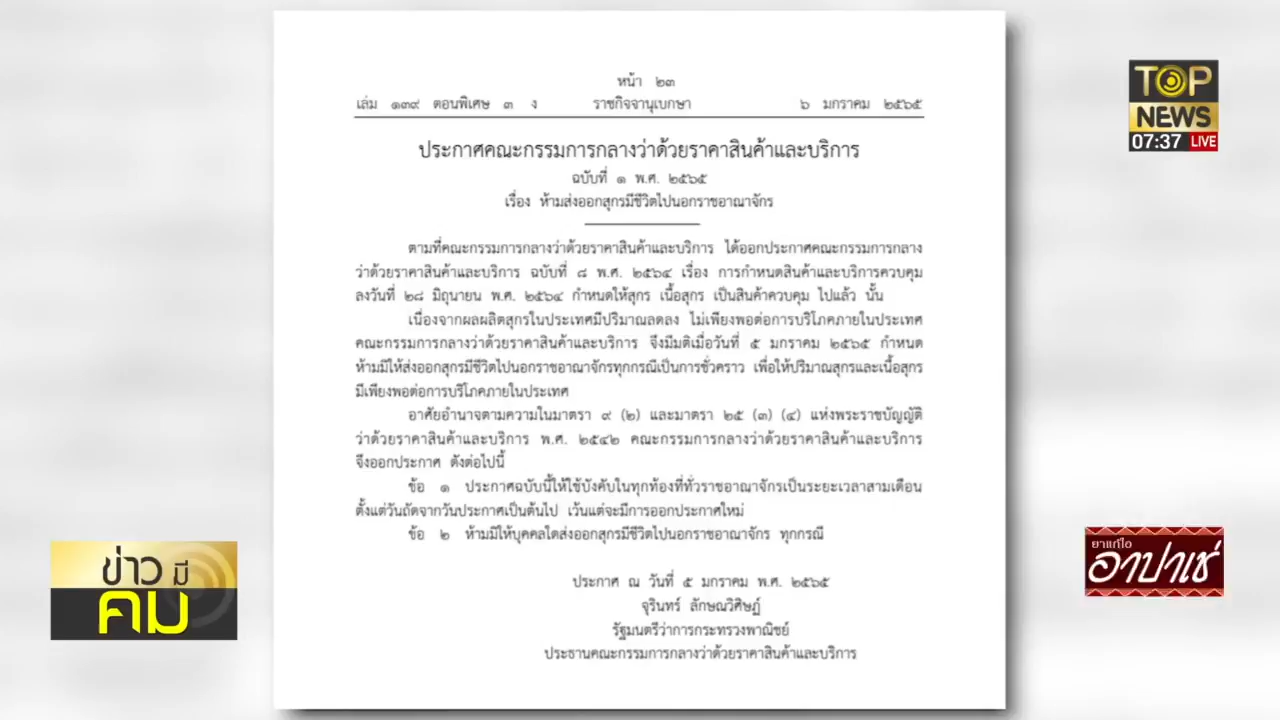 หน้า ๒๓
เล่ม ๑๓๙ ตอนพิเศษ ๓ ง ราชกิจจานุเบกษา ๖ มกราคม ๒๕๖๕
ประกาศคณะกรรมการกลางว่าด้วยราคาสินค้าและบริการ
ฉบับที่ ๑ พ.ศ. ๒๕๖๕
เรื่อง ห้ามส่งออกสุกรมีชีวิตไปนอกราชอาณาจักร
ตามที่คณะกรรมการกลางว่าด้วยราคาสินค้าและบริการ ได้ออกประกาศคณะกรรมการกลาง
ว่าด้วยราคาสินค้าและบริการ ฉบับที่ ๘ พ.ศ. ๒๕๖๔ เรื่อง การกำหนดสินค้าและบริการควบคุม
ลงวันที่ ๒๘ มิถุนายน พ.ศ. ๒๕๖๔ กำหนดให้สุกร เนื้อสุกร เป็นสินค้าควบคุม ไปแล้ว นั้น
เนื่องจากผลผลิตสุกรในประเทศมีปริมาณลดลง ไม่เพียงพอต่อการบริโภคภายในประเทศ
คณะกรรมการกลางว่าด้วยราคาสินค้าและบริการ จึงมีมติเมื่อวันที่ ๕ มกราคม ๒๕๖๕ กำหนด
ห้ามมิให้ส่งออกสุกรมีชีวิตไปนอกราชอาณาจักรทุกกรณีเป็นการชั่วคราว เพื่อให้ปริมาณสุกรและเนื้อสุกร
มีเพียงพอต่อการบริโภคภายในประเทศ
อาศัยอำนาจตามความในมาตรา ๙ (๒) และมาตรา ๒๕ (๓) (๔) แห่งพระราชบัญญัติ
ว่าด้วยราคาสินค้าและบริการ พ.ศ. ๒๕๔๒ คณะกรรมการกลางว่าด้วยราคาสินค้าและบริการ
จึงออกประกาศ ดังต่อไปนี้
ข้อ ๑ ประกาศฉบับนี้ให้ใช้บังคับในทุกท้องที่ทั่วราชอาณาจักรเป็นระยะเวลาสามเดือน
ตั้งแต่วันถัดจากวันประกาศเป็นต้นไป เว้นแต่จะมีการออกประกาศใหม่
ข้อ ๒ ห้ามมิให้บุคคลใดส่งออกสุกรมีชีวิตไปนอกราชอาณาจักร ทุกกรณี
ประกาศ ณ วันที่ ๕ มกราคม พ.ศ. ๒๕๖๕
จุรินทร์ ลักษณวิศิษฏ์
รัฐมนตรีว่าการกระทรวงพาณิชย์
ประธานคณะกรรมการกลางว่าด้วยราคาสินค้าและบริการ
TOP
NEWS
07:37 LIVE
ข่าวมี
คม
ยาแก้ไอ
อาปาเช่